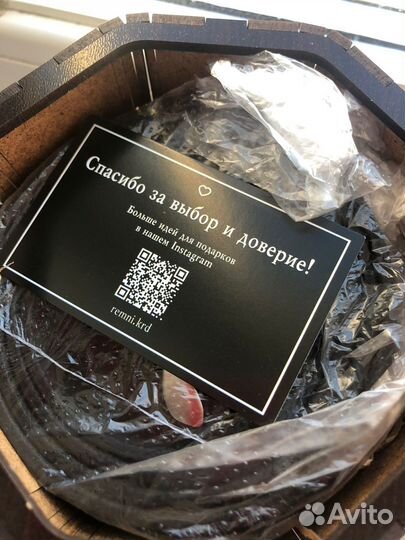 Спасибо за выбор и доверие!
Больше идей для подарков
в нашем Instagram
remni.krd
Avito